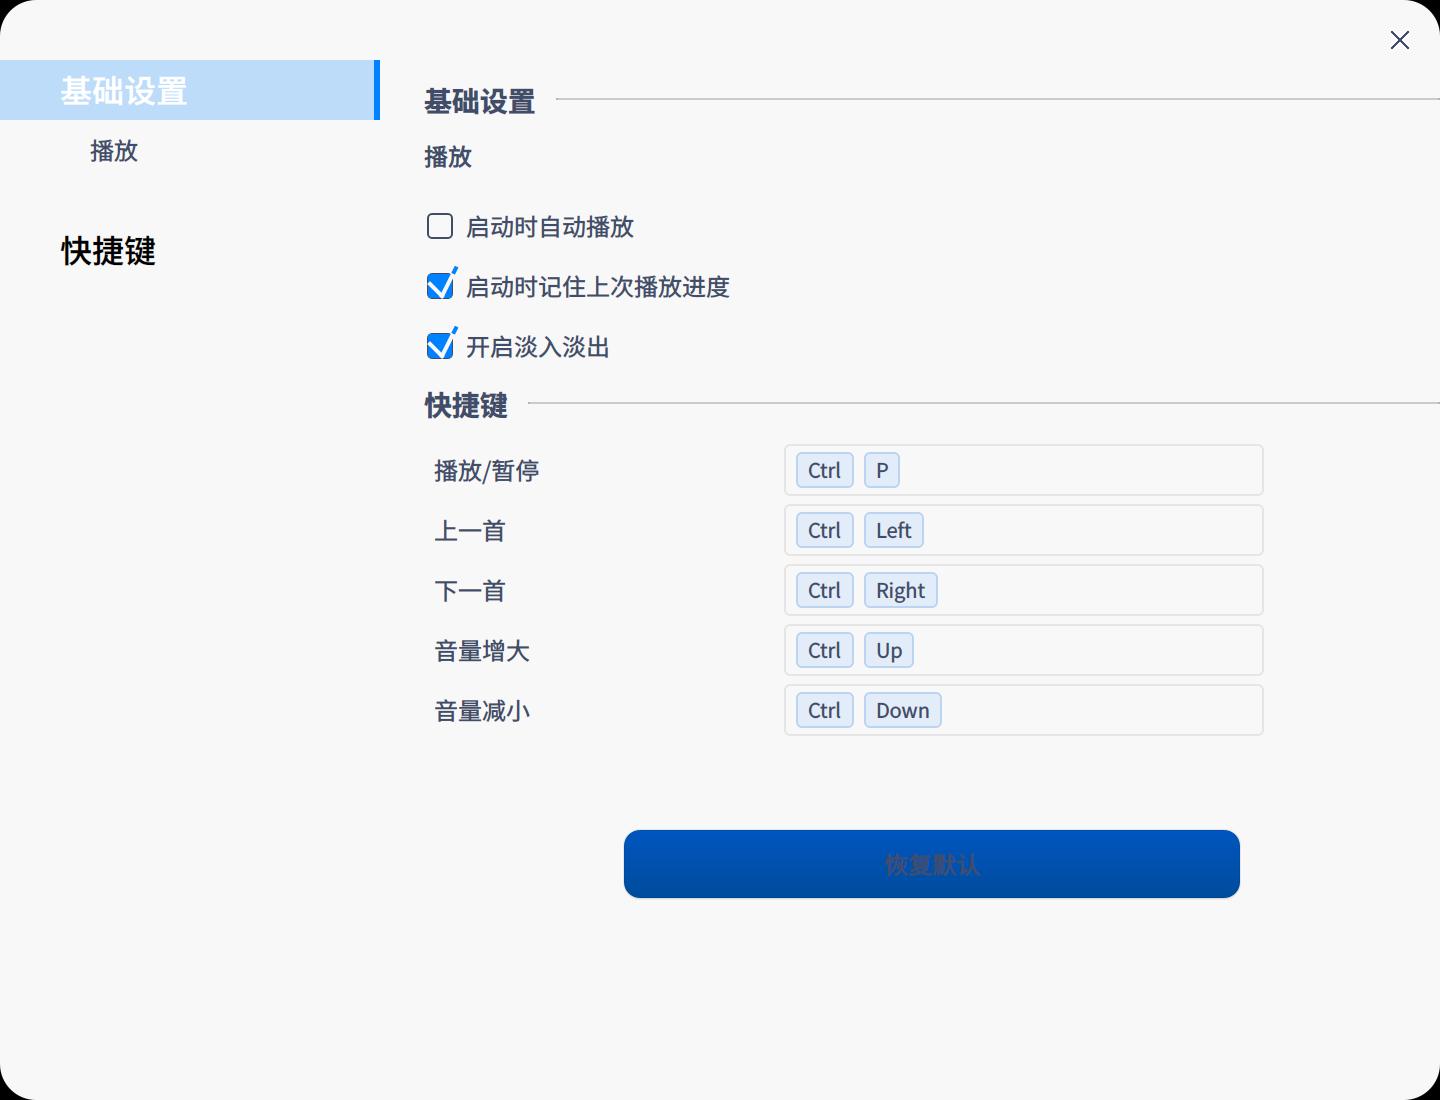 基础设置
播放
快捷键
基础设置
播放
启动时自动播放
启动时记住上次播放进度
开启淡入淡出
快捷键
播放/暂停 Ctrl P
上一首 Ctrl Left
下一首 Ctrl Right
音量增大 Ctrl Up
音量减小 Ctrl Down
恢复默认